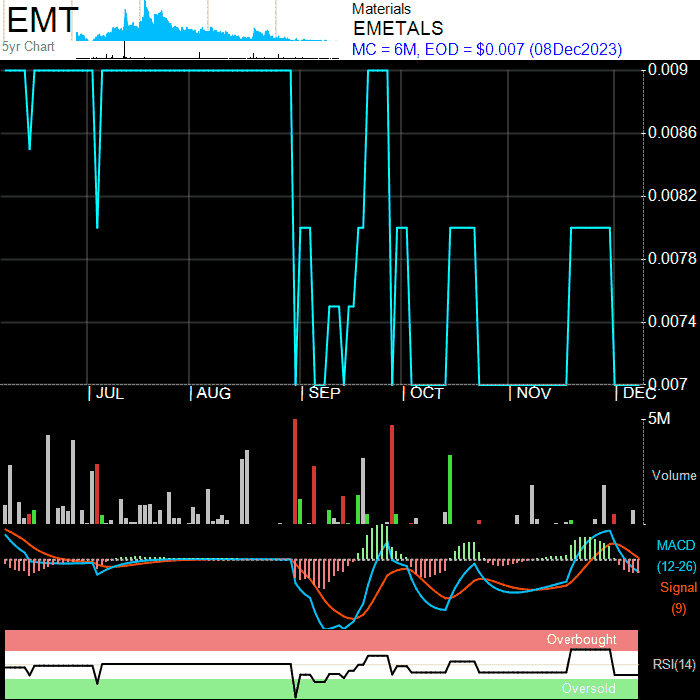 EMT
5yr Chart
Materials
EMETALS
MC = 6M, EOD = $0.007 (08Dec2023)
0.009
0.0086
0.0082
0.0078
0.0074
0.007
JUL AUG SEP OCT NOV DEC
5M
Volume
MACD
(12-26)
Signal
(9)
Overbought
RSI(14)
Oversold